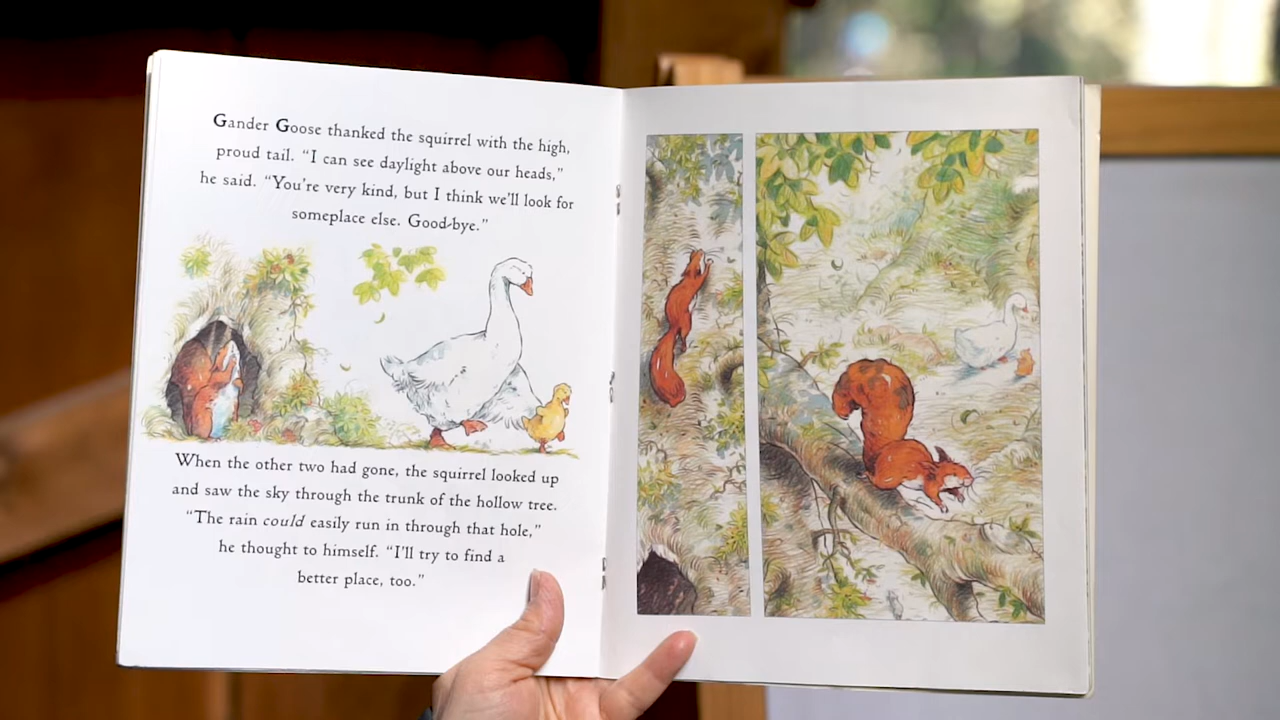 Gander Goose thanked the squirrel with the high,
proud tail. “I can see daylight above our heads,”
he said. “You're very kind, but I think we'll look for
someplace else. Good-bye.”
When the other two had gone, the squirrel looked up
and saw the sky through the trunk of the hollow tree.
“The rain could easily run in through that hole,”
he thought to himself. “I'll try to find a
better place, too.”